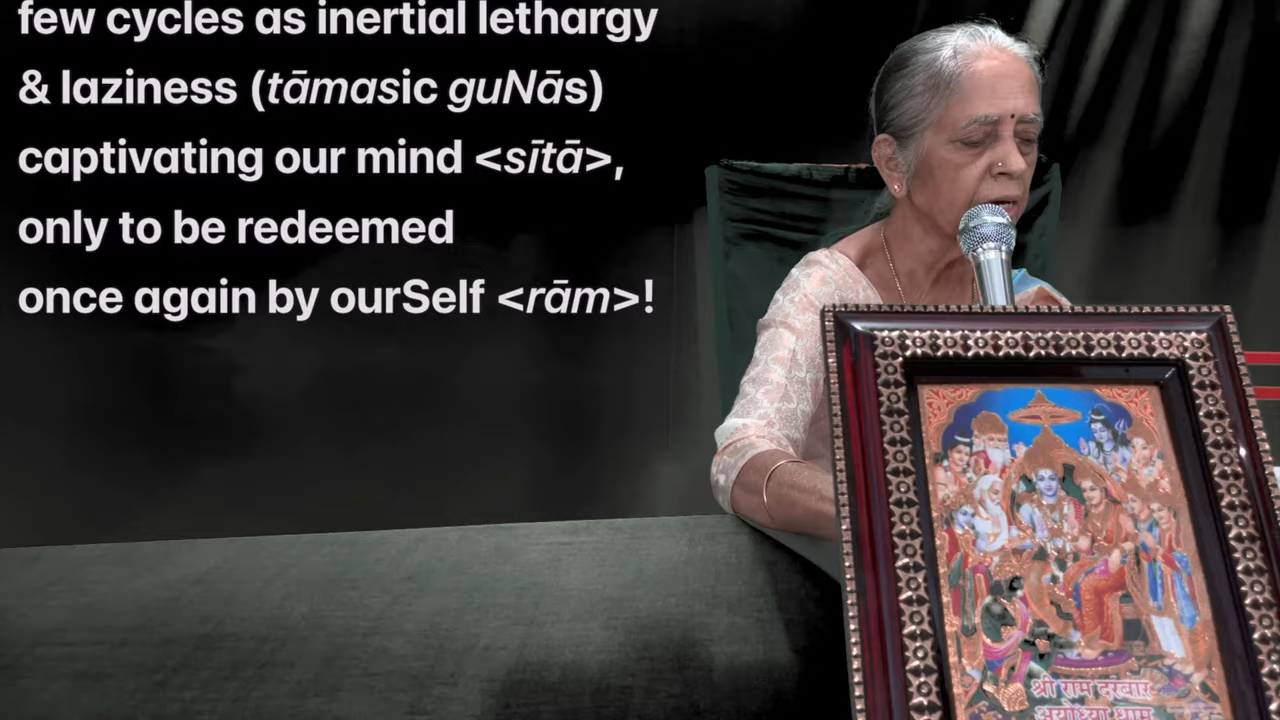 few cycles as inertial lethargy
& laziness (tāmasic guNās)
captivating our mind <sītā>,
only to be redeemed
once again by ourSelf <rām>!
श्री राम दरबार
अयोध्या धाम